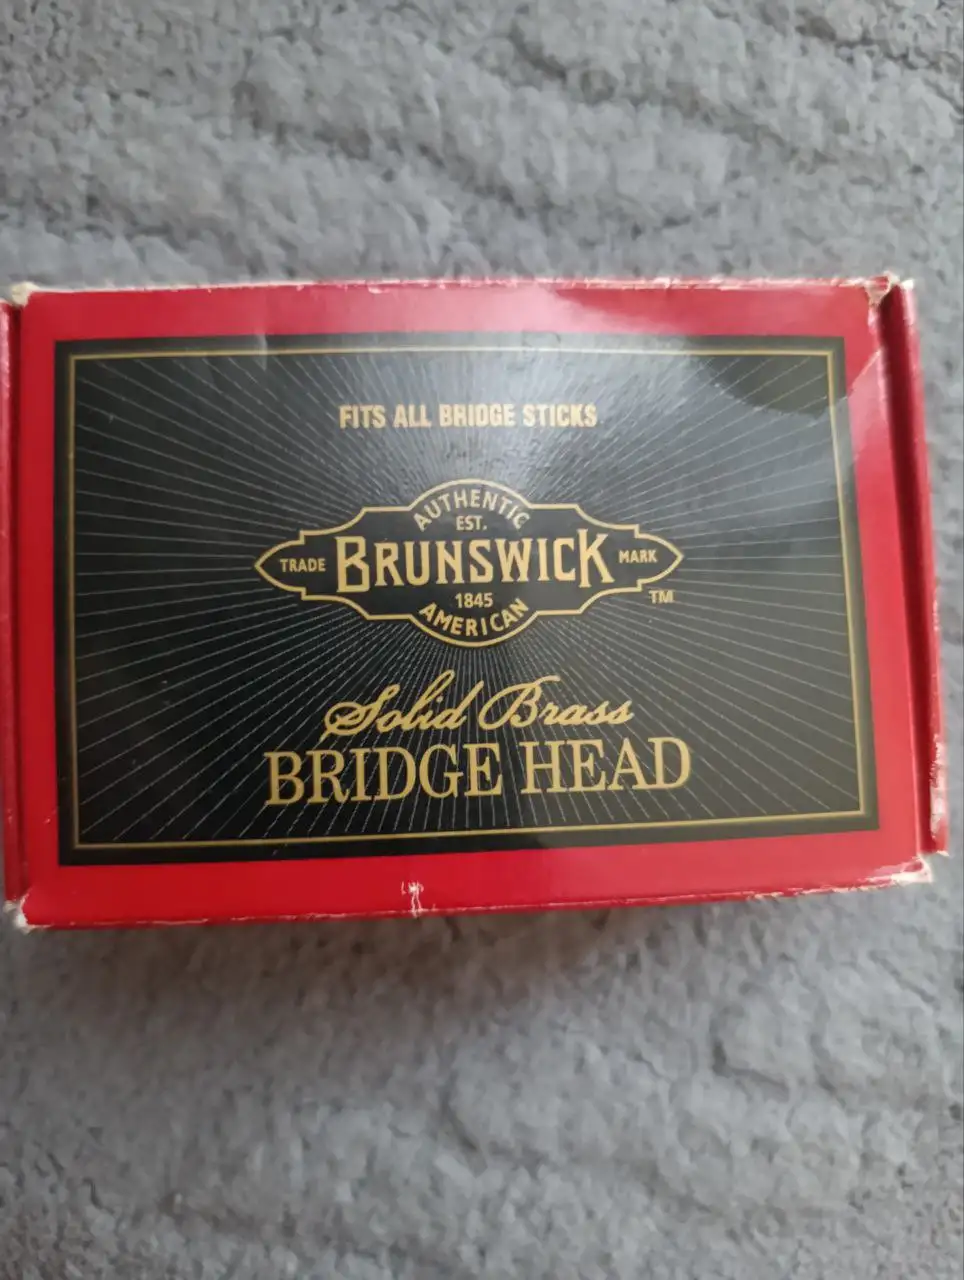 FITS ALL BRIDGE STICKS
AUTHENTIC
EST.
TRADE BRUNSWICK MARK
1845
TM
AMERICAN
Solid Brass
BRIDGE HEAD